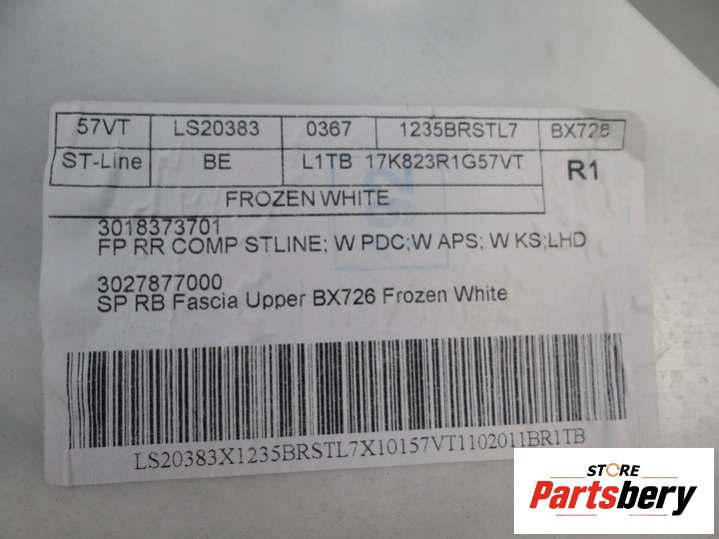 57VT LS20383 0367 1235BRSTL7 BX726
ST-Line BE L1TB 17K823R1G57VT R1
FROZEN WHITE
3018373701
FP RR COMP STLINE; W PDC;W APS; W KS;LHD
3027877000
SP RB Fascia Upper BX726 Frozen White
LS20383X1235BRSTL7X10157VT1102011BR1TB
STORE
Partsbery